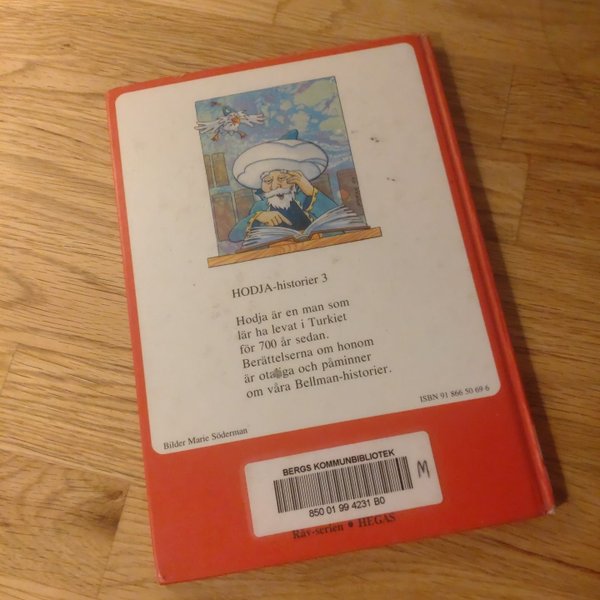 HODJA-historier 3
Hodja är en man som
lär ha levat i Turkiet
för 700 år sedan.
Berättelserna om honom
är otaliga och påminner
om våra Bellman-historier.
Bilder Marie Söderman
ISBN 91 866 50 69 6
BERGS KOMMUNBIBLIOTEK
M
850 01 99 4231 B0
Räv-serien • HEGAS